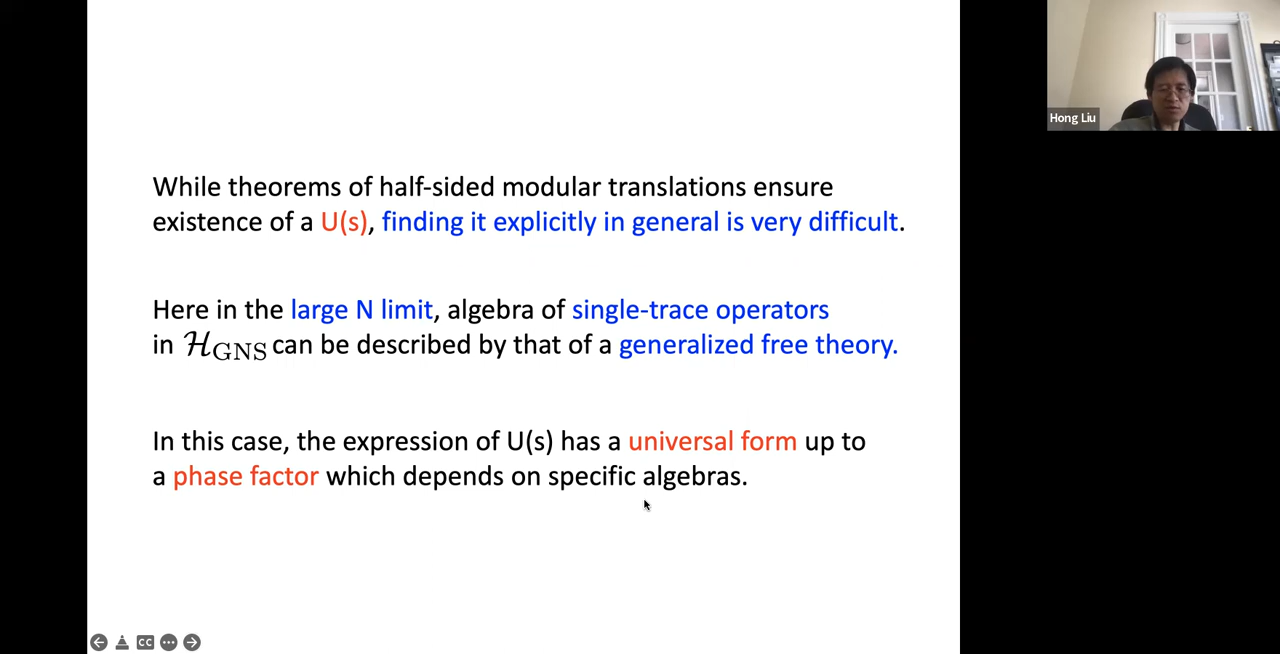 While theorems of half-sided modular translations ensure
existence of a U(s), finding it explicitly in general is very difficult.
Here in the large N limit, algebra of single-trace operators
in ℋ_GNS can be described by that of a generalized free theory.
In this case, the expression of U(s) has a universal form up to
a phase factor which depends on specific algebras.
Hong Liu
CC